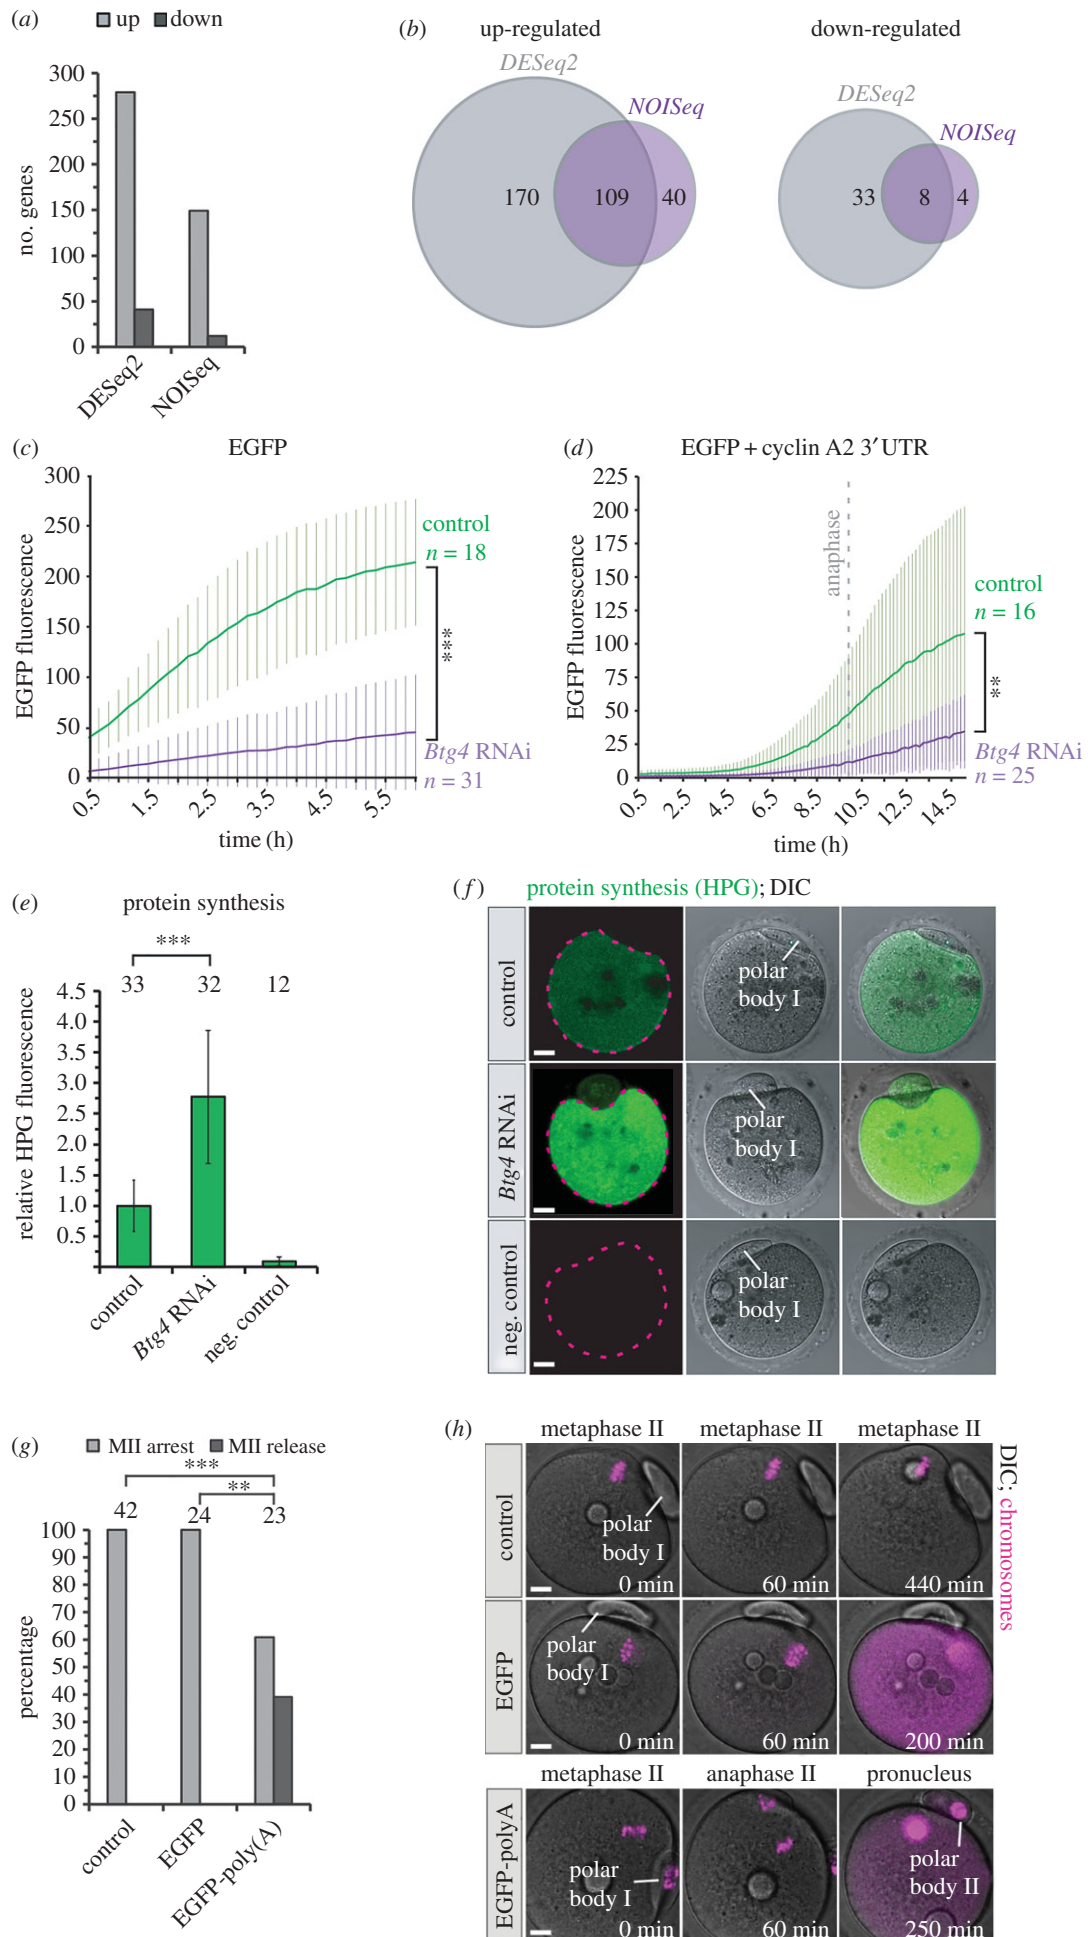 (a)
up down
300
250
200
150
100
50
0
no. genes
DESeq2
NOISeq
(b)
up-regulated
DESeq2
NOISeq
170
109
40
down-regulated
DESeq2
NOISeq
33
8
4
(c)
EGFP
300
250
200
150
100
50
0
EGFP fluorescence
0.5
1.5
2.5
3.5
4.5
5.5
time (h)
control
n = 18
***
Btg4 RNAi
n = 31
(d)
EGFP + cyclin A2 3′UTR
225
200
175
150
125
100
75
50
25
0
EGFP fluorescence
anaphase
0.5
2.5
4.5
6.5
8.5
10.5
12.5
14.5
time (h)
control
n = 16
**
Btg4 RNAi
n = 25
(e)
protein synthesis
***
33
32
12
4.5
4.0
3.5
3.0
2.5
2.0
1.5
1.0
0.5
relative HPG fluorescence
control
Btg4 RNAi
neg. control
(f)
protein synthesis (HPG); DIC
control
polar
body I
Btg4 RNAi
polar
body I
neg. control
polar
body I
(g)
MII arrest MII release
***
**
42
24
23
100
90
80
70
60
50
40
30
20
10
0
percentage
control
EGFP
EGFP-poly(A)
(h)
metaphase II
metaphase II
metaphase II
DIC; chromosomes
control
polar
body I
0 min
60 min
440 min
EGFP
polar
body I
0 min
60 min
200 min
metaphase II
anaphase II
pronucleus
EGFP-polyA
polar
body I
0 min
60 min
polar
body II
250 min